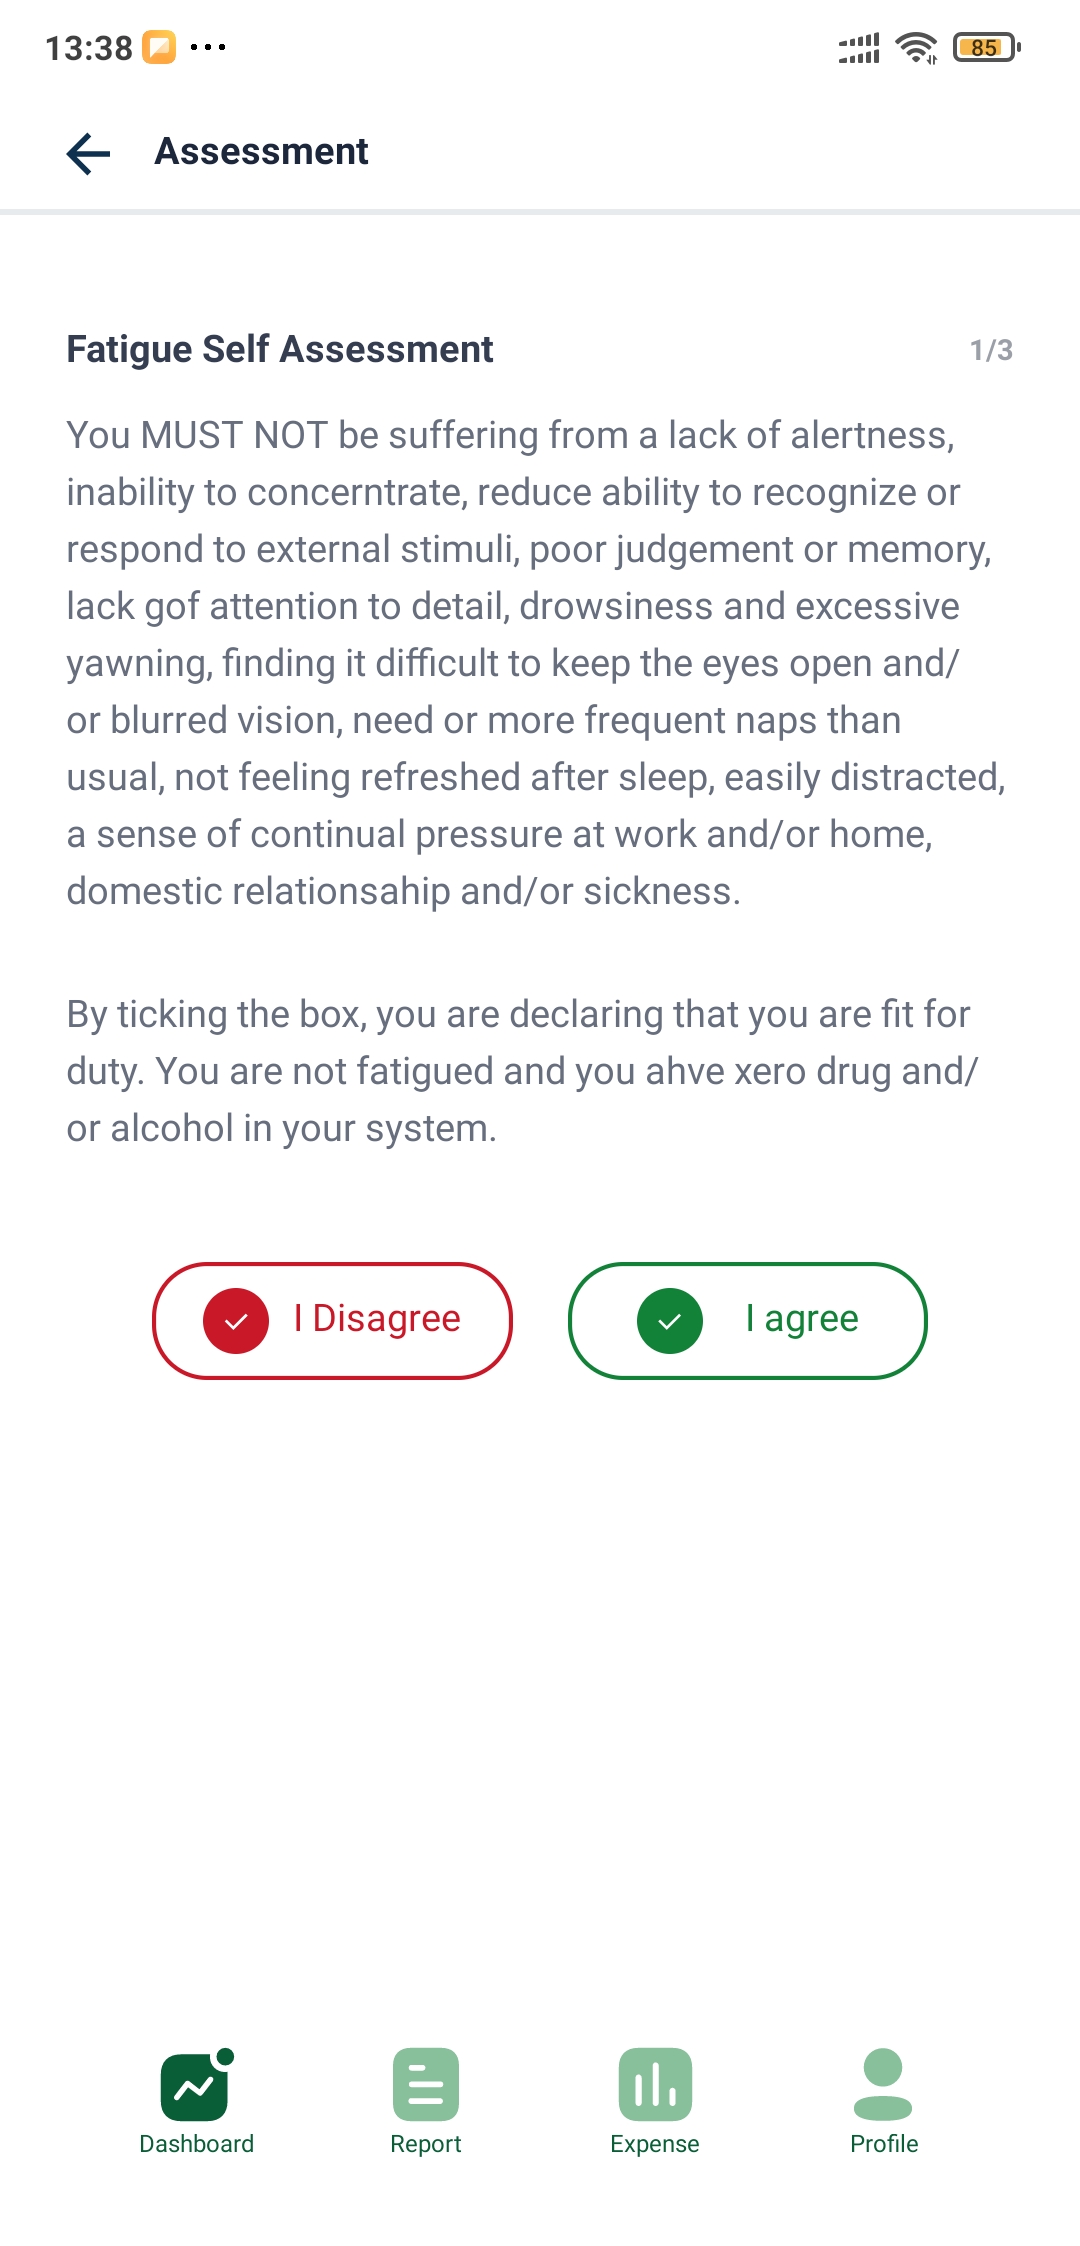 13:38
85
Assessment
Fatigue Self Assessment
1/3
You MUST NOT be suffering from a lack of alertness,
inability to concerntrate, reduce ability to recognize or
respond to external stimuli, poor judgement or memory,
lack gof attention to detail, drowsiness and excessive
yawning, finding it difficult to keep the eyes open and/
or blurred vision, need or more frequent naps than
usual, not feeling refreshed after sleep, easily distracted,
a sense of continual pressure at work and/or home,
domestic relationsahip and/or sickness.
By ticking the box, you are declaring that you are fit for
duty. You are not fatigued and you ahve xero drug and/
or alcohol in your system.
I Disagree
I agree
Dashboard
Report
Expense
Profile